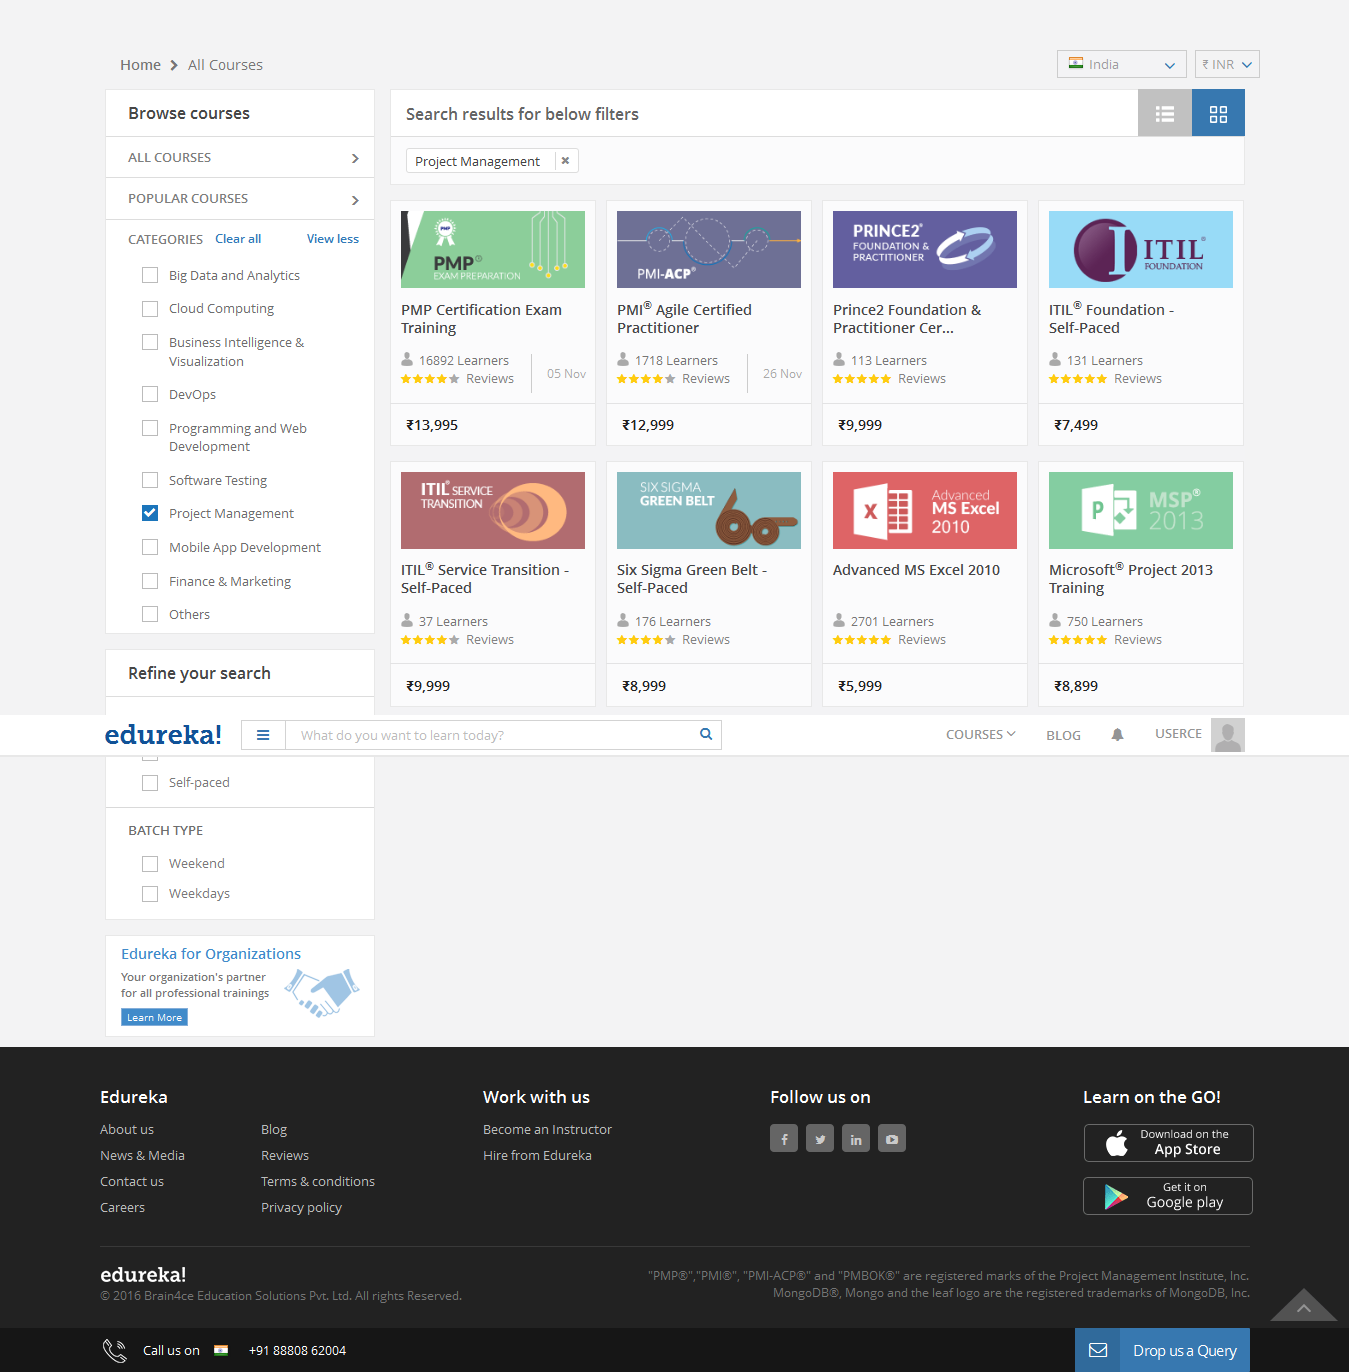 Home > All Courses
India
₹ INR
Browse courses
ALL COURSES
POPULAR COURSES
CATEGORIES Clear all View less
Big Data and Analytics
Cloud Computing
Business Intelligence &
Visualization
DevOps
Programming and Web
Development
Software Testing
Project Management
Mobile App Development
Finance & Marketing
Others
Refine your search
Search results for below filters
Project Management ×
PMP
PMP®
EXAM PREPARATION
PMP Certification Exam
Training
16892 Learners
Reviews
05 Nov
₹13,995
PMI-ACP®
PMI® Agile Certified
Practitioner
1718 Learners
Reviews
26 Nov
₹12,999
PRINCE2®
FOUNDATION &
PRACTITIONER
Prince2 Foundation &
Practitioner Cer...
113 Learners
Reviews
₹9,999
ITIL®
FOUNDATION
ITIL® Foundation -
Self-Paced
131 Learners
Reviews
₹7,499
ITIL® SERVICE
TRANSITION
ITIL® Service Transition -
Self-Paced
37 Learners
Reviews
₹9,999
SIX SIGMA
GREEN BELT
Six Sigma Green Belt -
Self-Paced
176 Learners
Reviews
₹8,999
X
Advanced
MS Excel
2010
Advanced MS Excel 2010
2701 Learners
Reviews
₹5,999
P
MSP®
2013
Microsoft® Project 2013
Training
750 Learners
Reviews
₹8,899
edureka!
What do you want to learn today?
COURSES
BLOG
USERCE
Self-paced
BATCH TYPE
Weekend
Weekdays
Edureka for Organizations
Your organization's partner
for all professional trainings
Learn More
Edureka
About us
News & Media
Contact us
Careers
Blog
Reviews
Terms & conditions
Privacy policy
Work with us
Become an Instructor
Hire from Edureka
Follow us on
Learn on the GO!
Download on the
App Store
Get it on
Google play
edureka!
© 2016 Brain4ce Education Solutions Pvt. Ltd. All rights Reserved.
"PMP®","PMI®", "PMI-ACP®" and "PMBOK®" are registered marks of the Project Management Institute, Inc.
MongoDB®, Mongo and the leaf logo are the registered trademarks of MongoDB, Inc.
Call us on +91 88808 62004
Drop us a Query